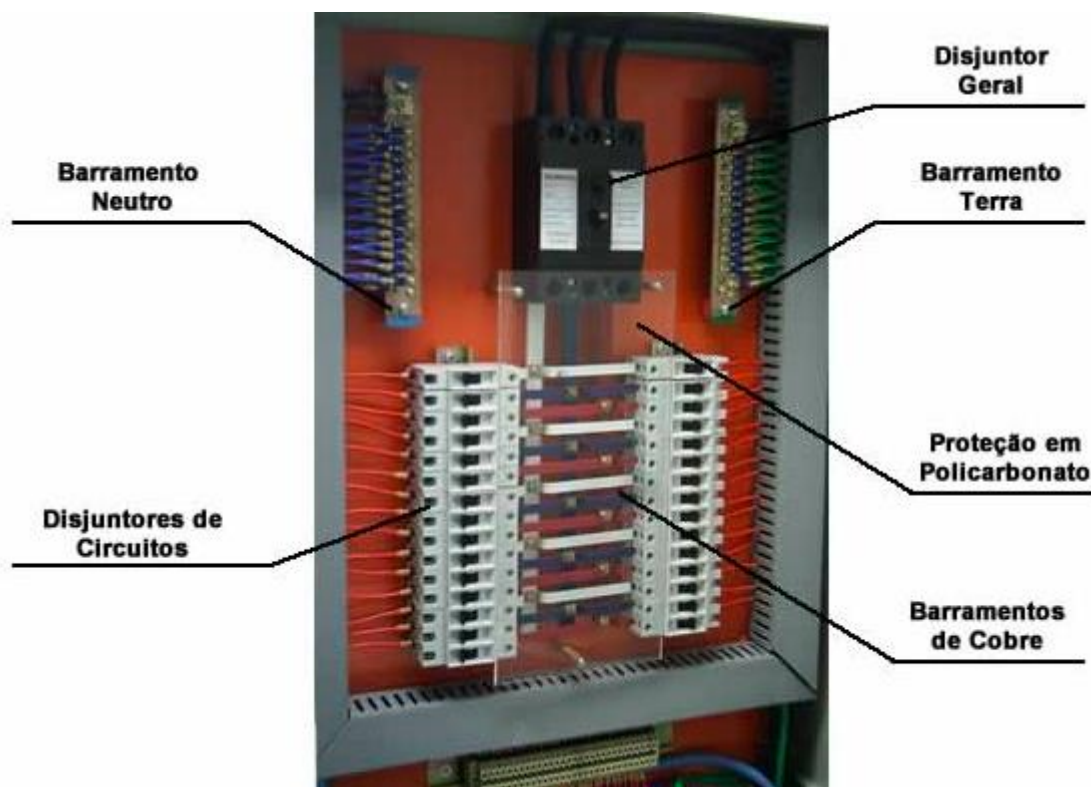 Disjuntor
Geral
Barramento
Neutro
Barramento
Terra
Proteção em
Policarbonato
Disjuntores de
Circuitos
Barramentos
de Cobre